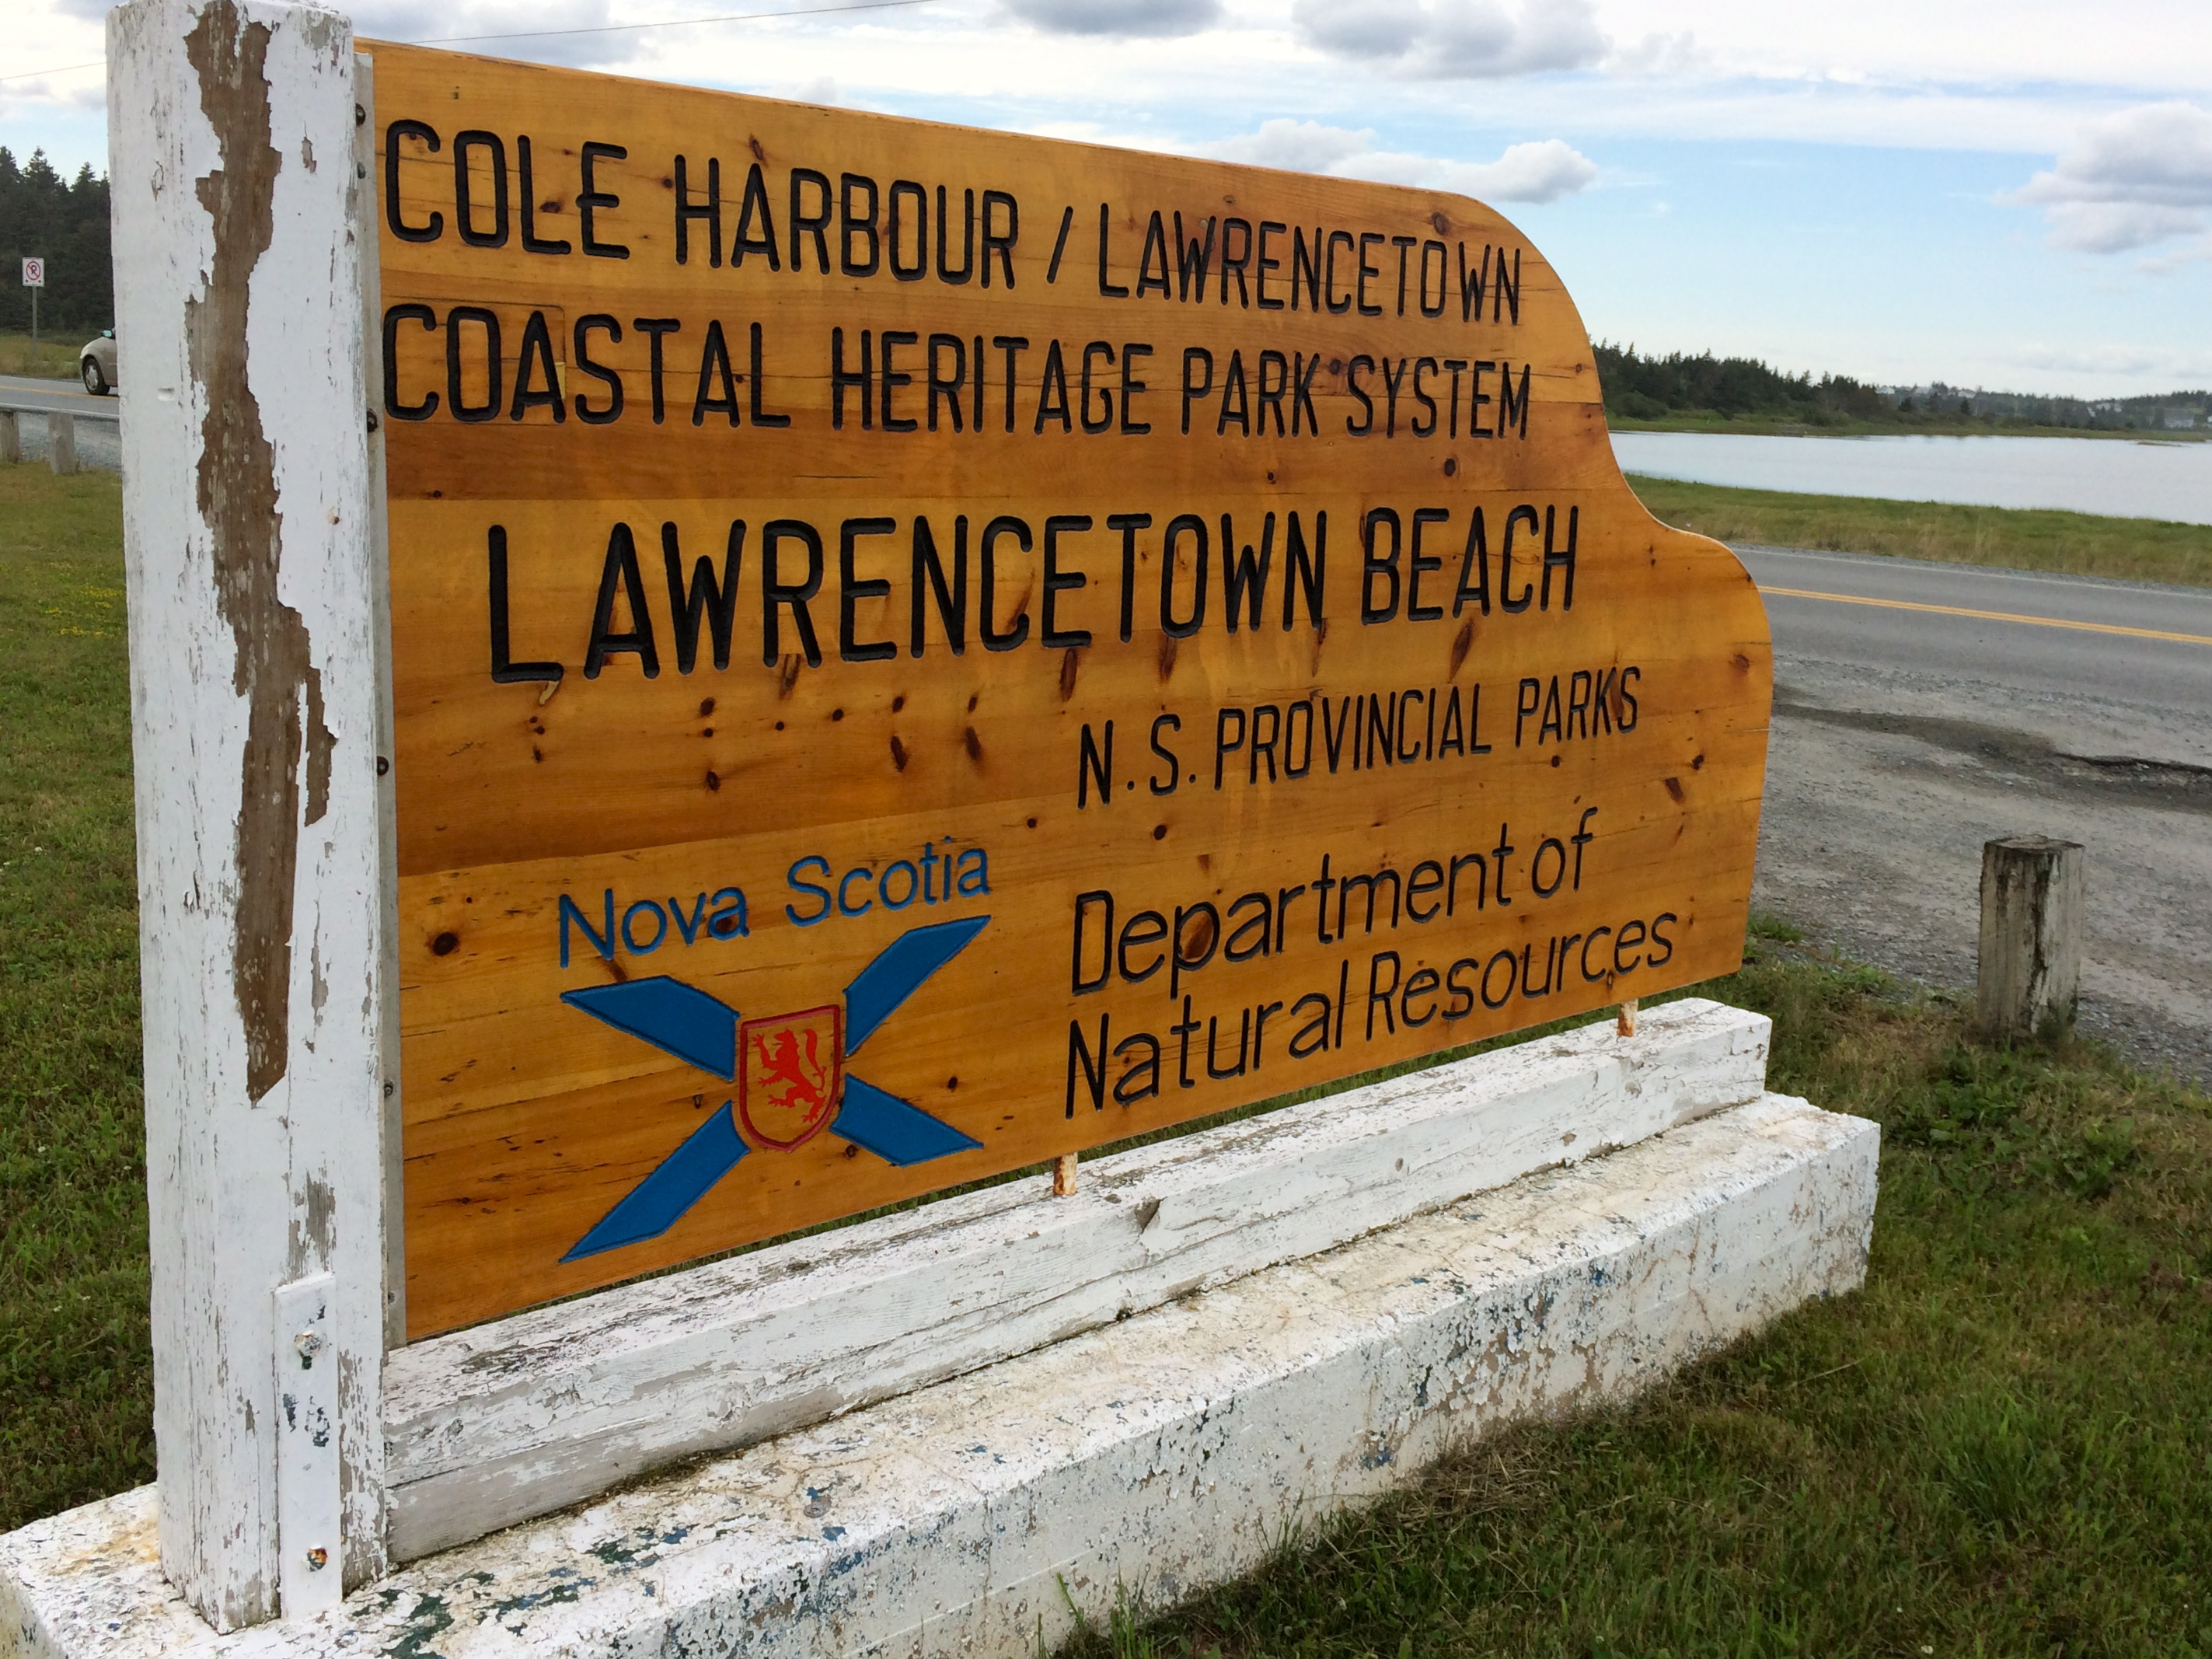 COLE HARBOUR / LAWRENCETOWN
COASTAL HERITAGE PARK SYSTEM
LAWRENCETOWN BEACH
N.S. PROVINCIAL PARKS
Nova Scotia
Department of
Natural Resources